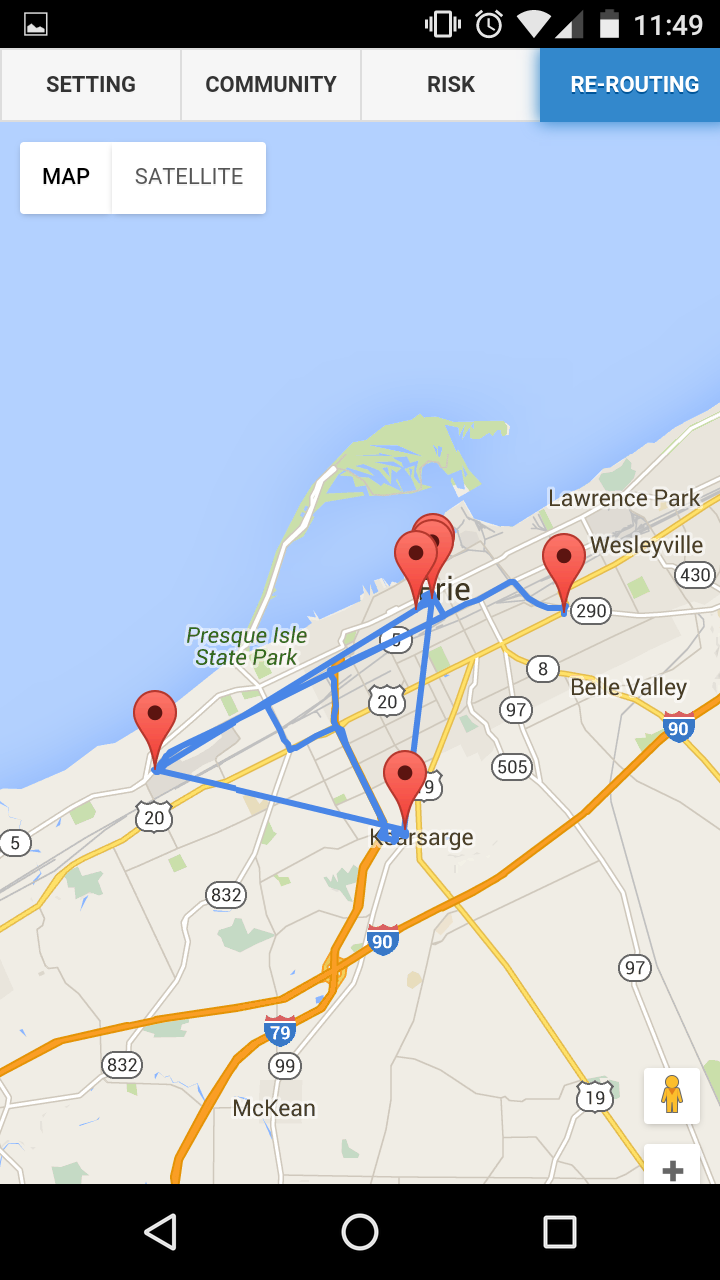 11:49
SETTING
COMMUNITY
RISK
RE-ROUTING
MAP
SATELLITE
Lawrence Park
Wesleyville
430
Erie
290
Presque Isle
State Park
5
8
20
Belle Valley
97
90
505
79
20
5
Kearsarge
832
90
97
79
832
99
19
McKean
+